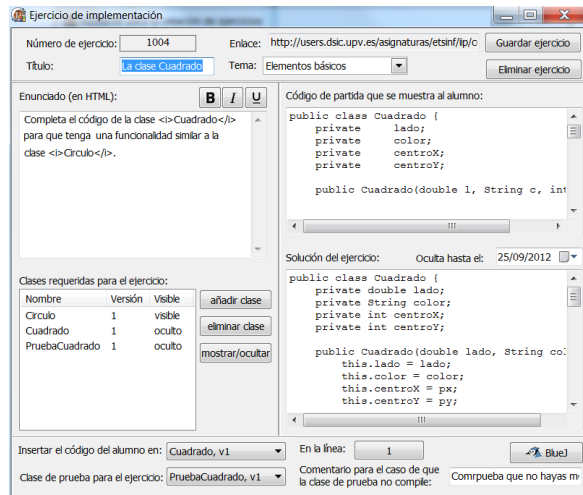 Ejercicio de implementación
Número de ejercicio: 1004 Enlace: http://users.dsic.upv.es/asignaturas/etsinf/lip/c Guardar ejercicio
Título: La clase Cuadrado Tema: Elementos básicos Eliminar ejercicio
Enunciado (en HTML): B I U
Completa el código de la clase <i>Cuadrado</i>
para que tenga una funcionalidad similar a la
clase <i>Circulo</i>.
Código de partida que se muestra al alumno:
public class Cuadrado {
private lado;
private color;
private centroX;
private centroY;
public Cuadrado(double l, String c, int
Clases requeridas para el ejercicio:
Nombre Versión Visible
Circulo 1 visible
Cuadrado 1 oculto
PruebaCuadrado 1 oculto
añadir clase
eliminar clase
mostrar/ocultar
Solución del ejercicio: Oculta hasta el: 25/09/2012
public class Cuadrado {
private double lado;
private String color;
private int centroX;
private int centroY;
public Cuadrado(double lado, String col
this.lado = lado;
this.color = color;
this.centroX = px;
this.centroY = py;
Insertar el código del alumno en: Cuadrado, v1 En la línea: 1 BlueJ
Clase de prueba para el ejercicio: PruebaCuadrado, v1
Comentario para el caso de que
la clase de prueba no compile: Comrpueba que no hayas m